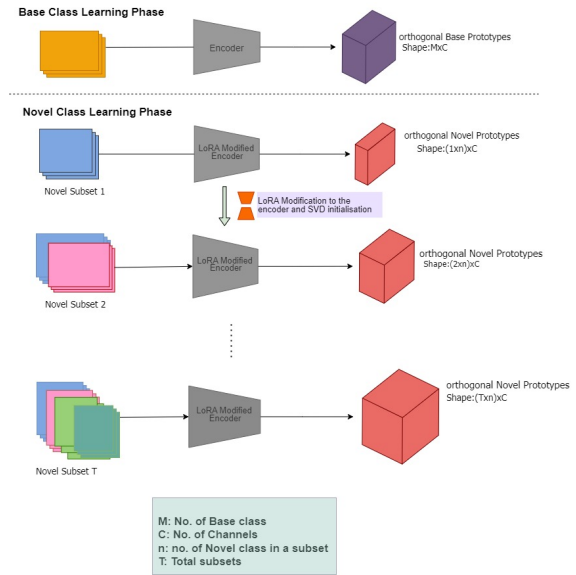 Base Class Learning Phase
Encoder
orthogonal Base Prototypes
Shape:MxC
Novel Class Learning Phase
LoRA Modified
Encoder
orthogonal Novel Prototypes
Shape:(1xn)xC
Novel Subset 1
LoRA Modification to the
encoder and SVD initialisation
LoRA Modified
Encoder
orthogonal Novel Prototypes
Shape:(2xn)xC
Novel Subset 2
LoRA Modified
Encoder
orthogonal Novel Prototypes
Shape:(Txn)xC
Novel Subset T
M: No. of Base class
C: No. of Channels
n: no. of Novel class in a subset
T: Total subsets